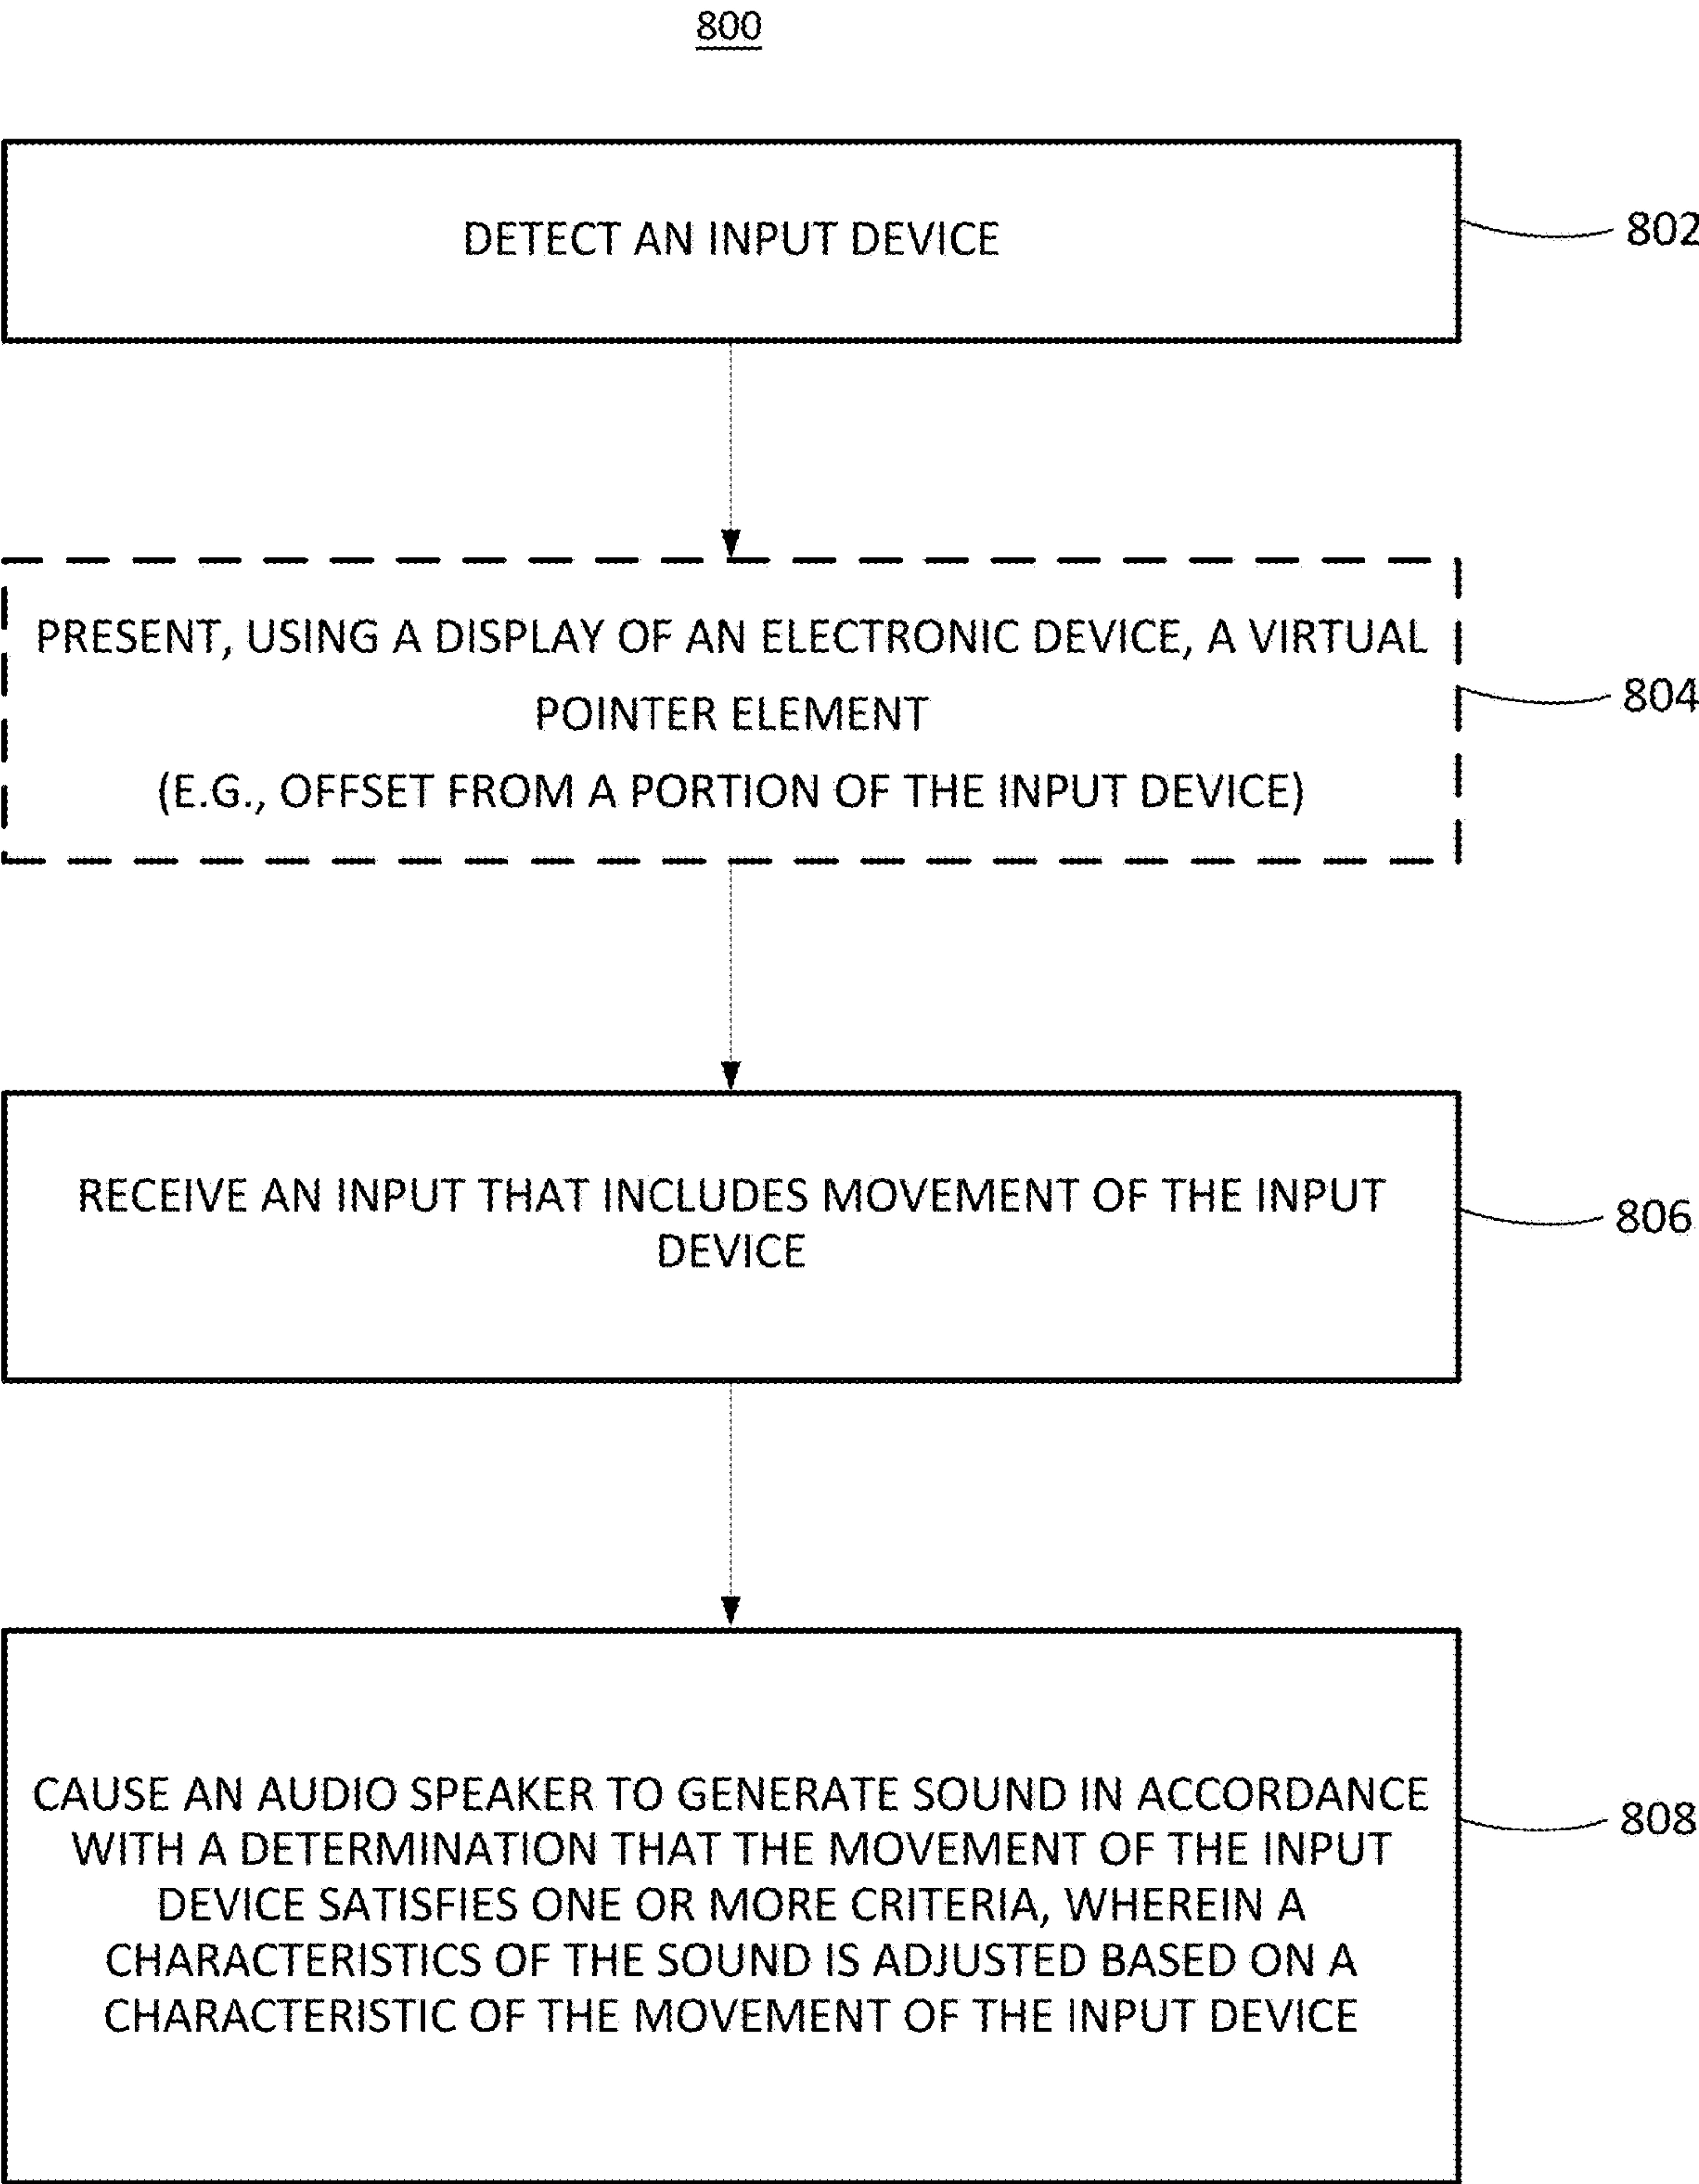 800
DETECT AN INPUT DEVICE
802
PRESENT, USING A DISPLAY OF AN ELECTRONIC DEVICE, A VIRTUAL
POINTER ELEMENT
(E.G., OFFSET FROM A PORTION OF THE INPUT DEVICE)
804
RECEIVE AN INPUT THAT INCLUDES MOVEMENT OF THE INPUT
DEVICE
806
CAUSE AN AUDIO SPEAKER TO GENERATE SOUND IN ACCORDANCE
WITH A DETERMINATION THAT THE MOVEMENT OF THE INPUT
DEVICE SATISFIES ONE OR MORE CRITERIA, WHEREIN A
CHARACTERISTICS OF THE SOUND IS ADJUSTED BASED ON A
CHARACTERISTIC OF THE MOVEMENT OF THE INPUT DEVICE
808